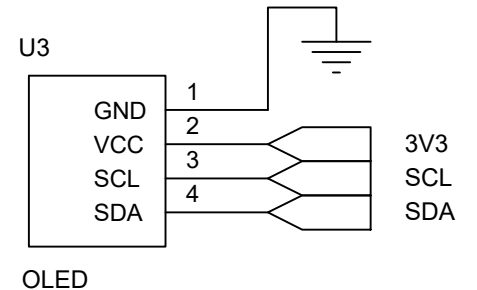 U3
GND 1
VCC 2 3V3
SCL 3 SCL
SDA 4 SDA
OLED